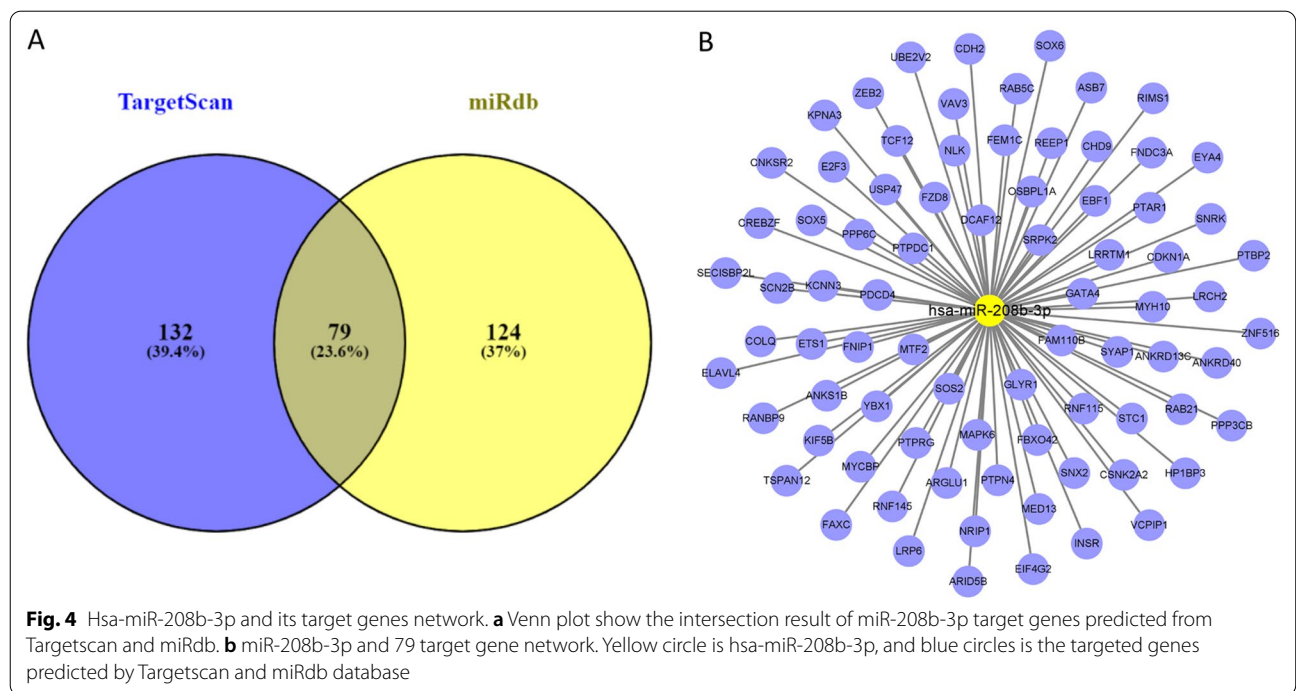 A
TargetScan
miRdb
132
(39.4%)
79
(23.6%)
124
(37%)
B
UBE2V2
CDH2
SOX6
ZEB2
VAV3
RAB5C
ASB7
RIMS1
KPNA3
TCF12
NLK
FEM1C
REEP1
CHD9
FNDC3A
EYA4
CNKSR2
E2F3
USP47
FZD8
DCAF12
OSBPL1A
EBF1
PTAR1
SNRK
CREBZF
SOX5
PPP6C
PTPDC1
SRPK2
LRRTM1
CDKN1A
PTBP2
SECISBP2L
SCN2B
KCNN3
PDCD4
GATA4
MYH10
LRCH2
hsa-miR-208b-3p
ZNF516
COLQ
ETS1
FNIP1
MTF2
FAM110B
SYAP1
ANKRD13C
ANKRD40
ELAVL4
ANKS1B
SOS2
GLYR1
RANBP9
YBX1
RNF115
STC1
RAB21
PPP3CB
KIF5B
PTPRG
MAPK6
FBXO42
TSPAN12
MYCBP
ARGLU1
PTPN4
SNX2
CSNK2A2
HP1BP3
FAXC
RNF145
MED13
VCPIP1
LRP6
NRIP1
INSR
ARID5B
EIF4G2
Fig. 4 Hsa-miR-208b-3p and its target genes network. a Venn plot show the intersection result of miR-208b-3p target genes predicted from
Targetscan and miRdb. b miR-208b-3p and 79 target gene network. Yellow circle is hsa-miR-208b-3p, and blue circles is the targeted genes
predicted by Targetscan and miRdb database